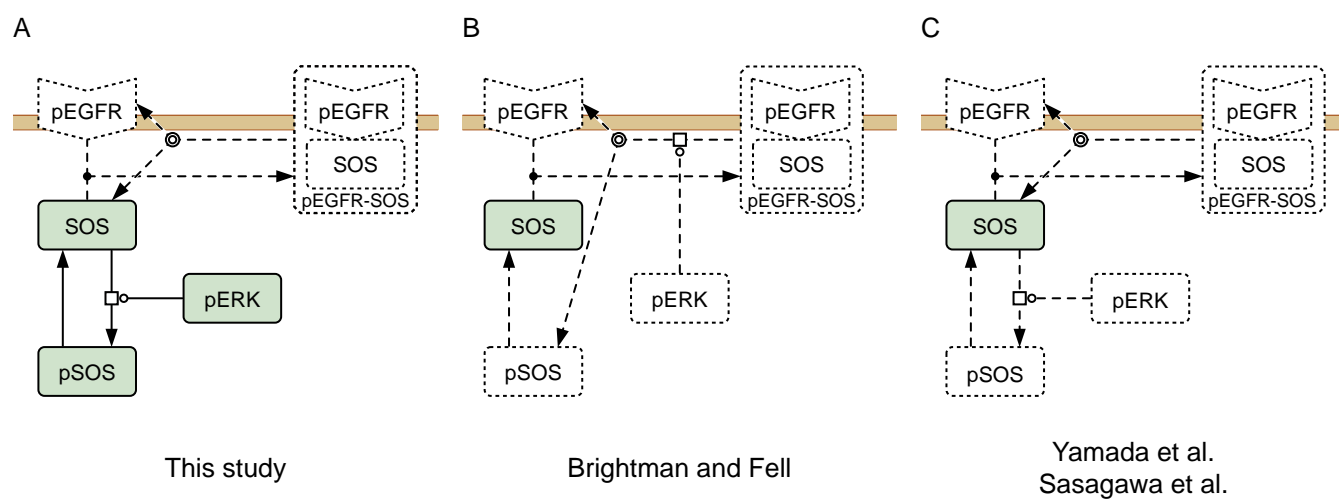 A
pEGFR
pEGFR
SOS
pEGFR-SOS
SOS
pERK
pSOS
This study
B
pEGFR
pEGFR
SOS
pEGFR-SOS
SOS
pERK
pSOS
Brightman and Fell
C
pEGFR
pEGFR
SOS
pEGFR-SOS
SOS
pERK
pSOS
Yamada et al.
Sasagawa et al.